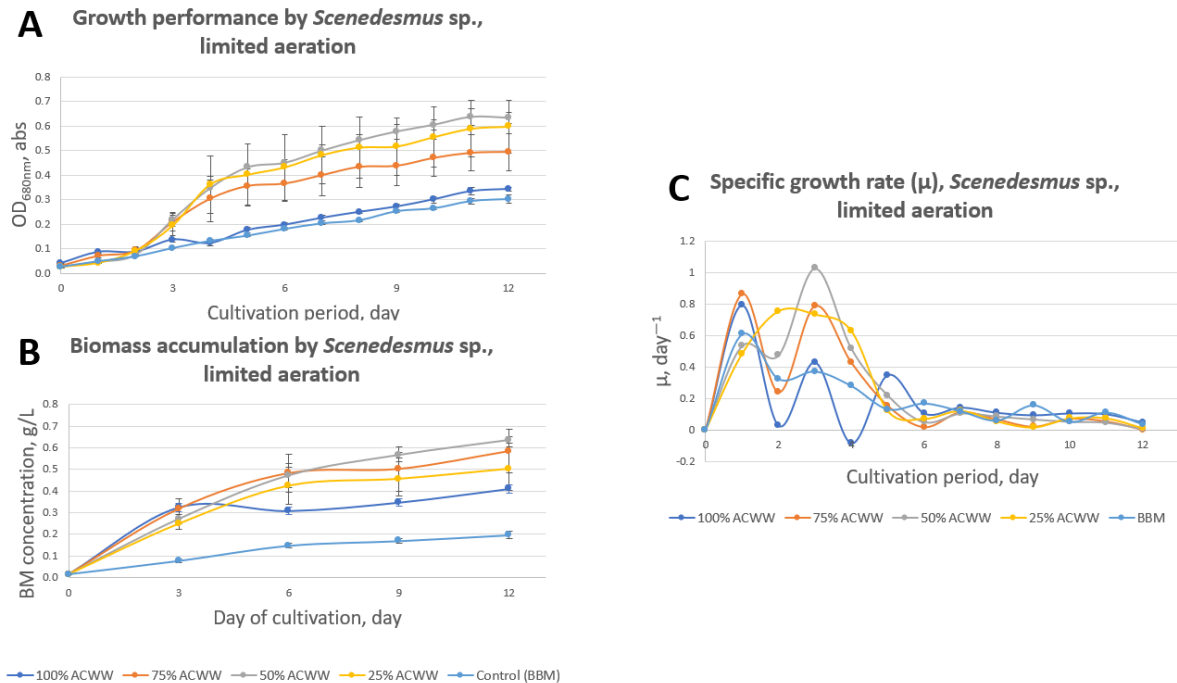 A
Growth performance by Scenedesmus sp.,
limited aeration
OD680nm, abs
0.8
0.7
0.6
0.5
0.4
0.3
0.2
0.1
0.0
0 3 6 9 12
Cultivation period, day
B
Biomass accumulation by Scenedesmus sp.,
limited aeration
BM concentration, g/L
0.8
0.7
0.6
0.5
0.4
0.3
0.2
0.1
0.0
0 3 6 9 12
Day of cultivation, day
100% ACWW 75% ACWW 50% ACWW 25% ACWW Control (BBM)
C
Specific growth rate (μ), Scenedesmus sp.,
limited aeration
μ, day—1
1.2
1
0.8
0.6
0.4
0.2
0
-0.2
0 2 4 6 8 10 12
Cultivation period, day
100% ACWW 75% ACWW 50% ACWW 25% ACWW BBM